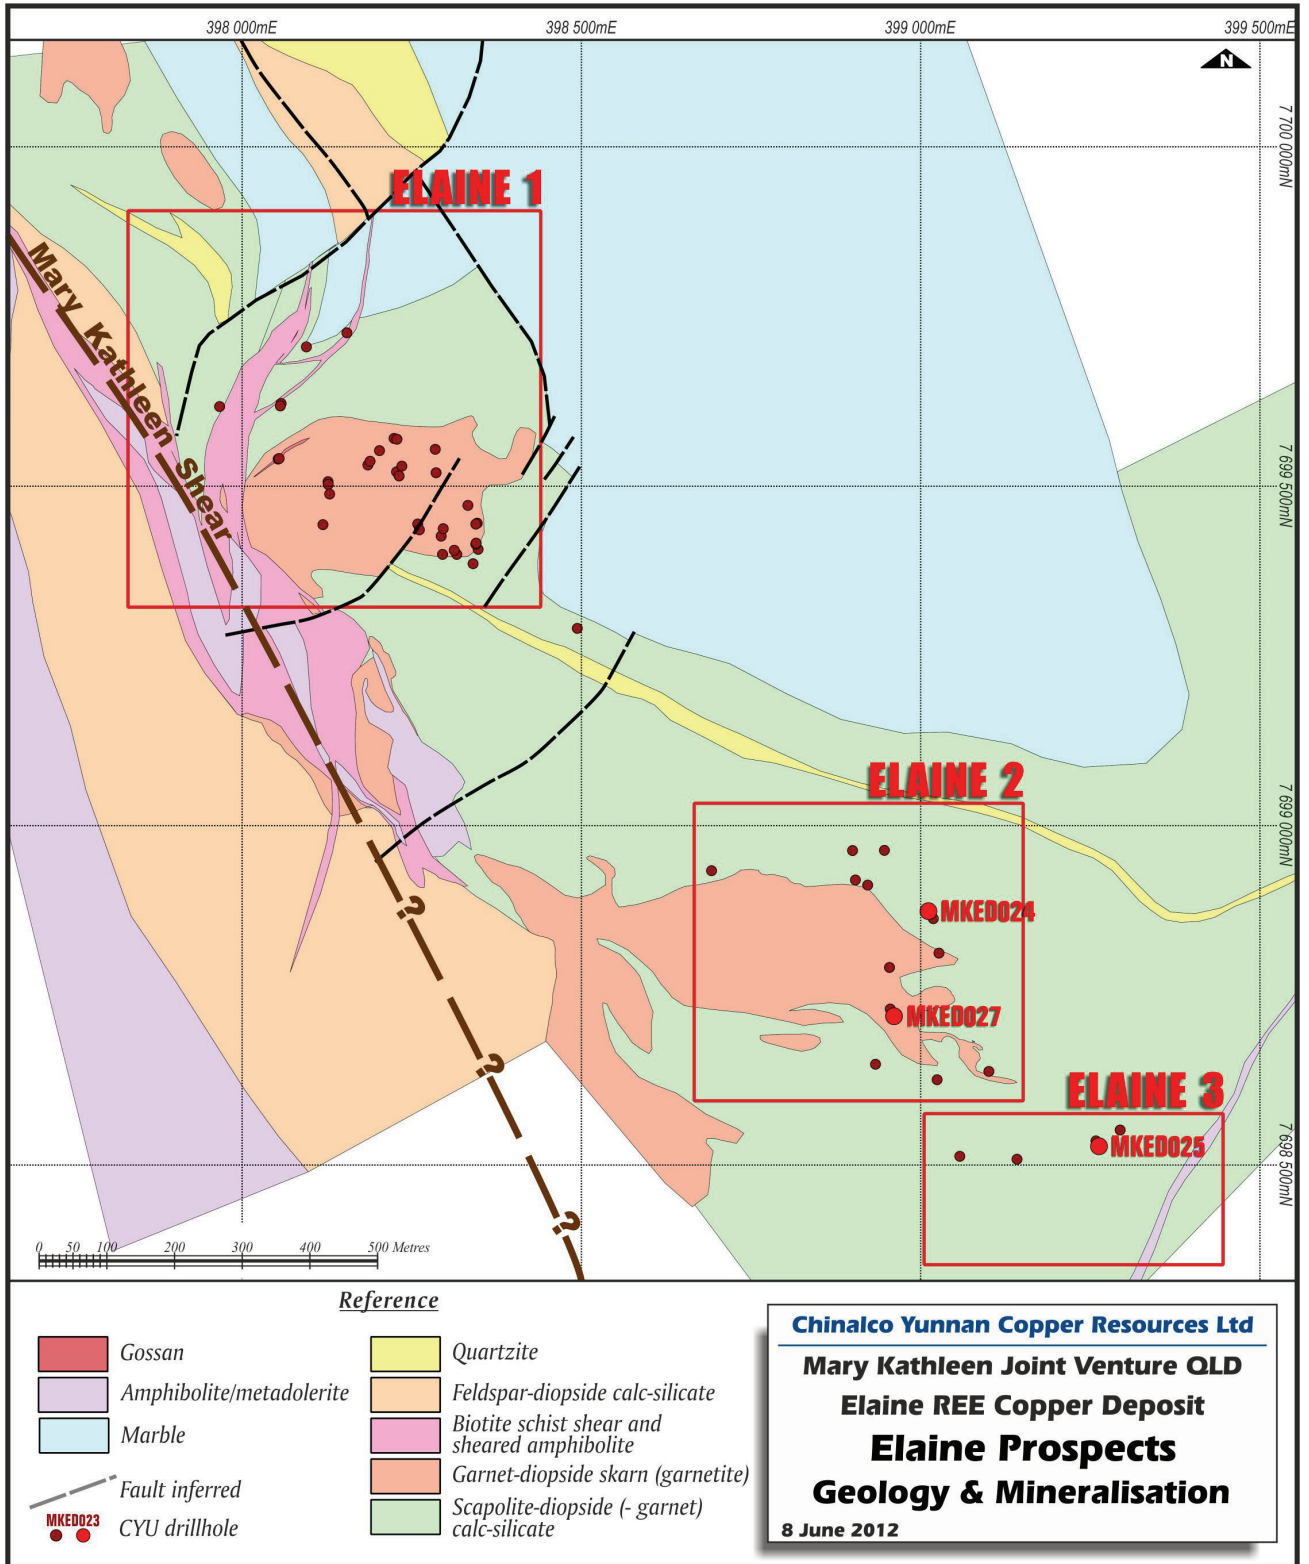 398 000mE
398 500mE
399 000mE
399 500mE
N
7 700 000mN
ELAINE 1
Mary Kathleen Shear
7 699 500mN
ELAINE 2
7 699 000mN
MKED024
?
MKED027
?
ELAINE 3
MKED025
7 698 500mN
?
0 50 100 200 300 400 500 Metres
Reference
Gossan
Amphibolite/metadolerite
Marble
Fault inferred
MKED023
CYU drillhole
Quartzite
Feldspar-diopside calc-silicate
Biotite schist shear and
sheared amphibolite
Garnet-diopside skarn (garnetite)
Scapolite-diopside (- garnet)
calc-silicate
Chinalco Yunnan Copper Resources Ltd
Mary Kathleen Joint Venture QLD
Elaine REE Copper Deposit
Elaine Prospects
Geology & Mineralisation
8 June 2012